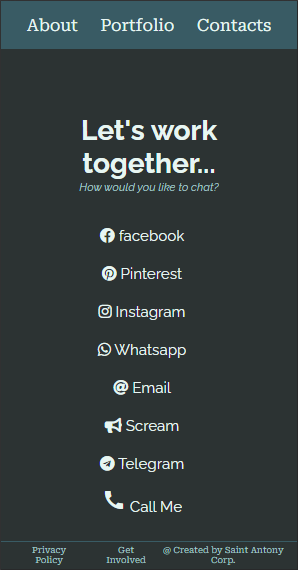 About Portfolio Contacts
Let's work
together...
How would you like to chat?
facebook
Pinterest
Instagram
Whatsapp
Email
Scream
Telegram
Call Me
Privacy
Policy
Get
Involved
@ Created by Saint Antony
Corp.